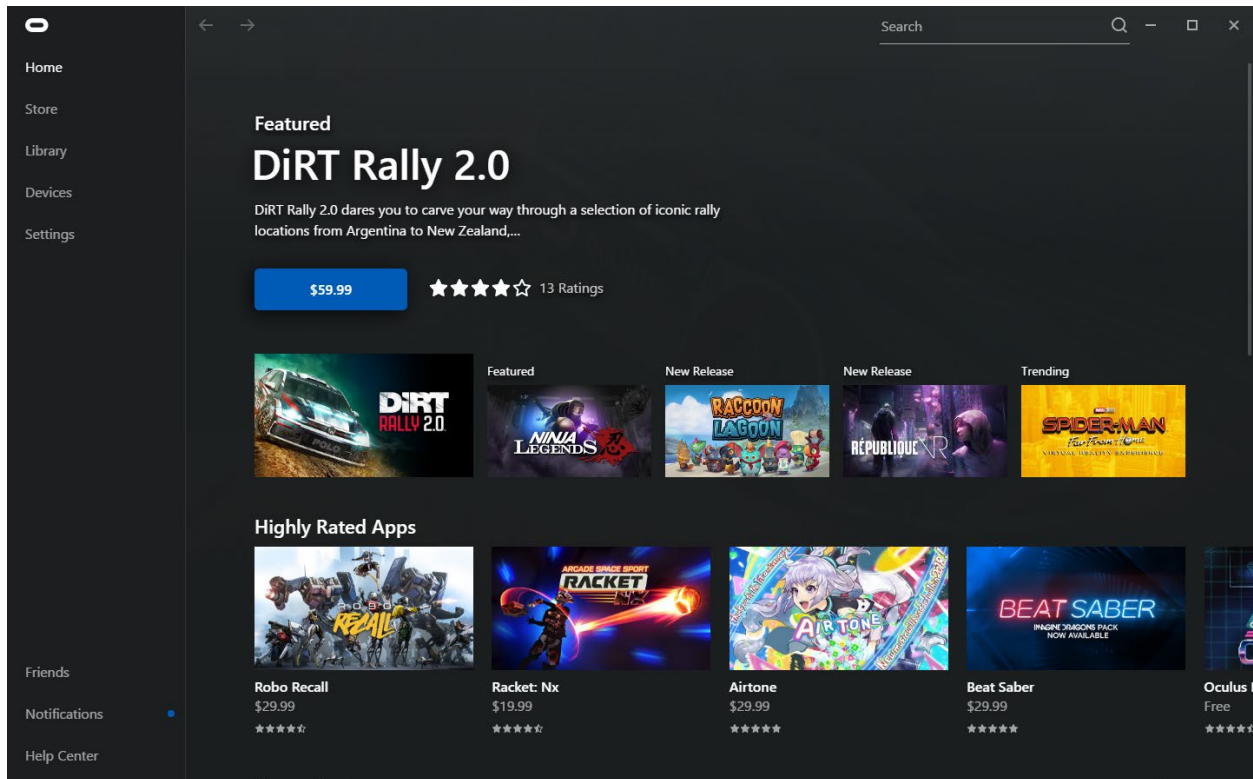 Search
Home
Store
Library
Devices
Settings
Friends
Notifications
Help Center
Featured
DiRT Rally 2.0
DiRT Rally 2.0 dares you to carve your way through a selection of iconic rally
locations from Argentina to New Zealand,...
$59.99
13 Ratings
DiRT
RALLY 2.0
POLO
Featured
NINJA
LEGENDS
New Release
RACCOON
LAGOON
New Release
RÉPUBLIQUE VR
Trending
SPIDER-MAN
Far From Home
VIRTUAL REALITY EXPERIENCE
Highly Rated Apps
ROBO
RECALL
Robo Recall
$29.99
ARCADE SPACE SPORT
RACKET
NX
Racket: Nx
$19.99
AIRTONE
Airtone
$29.99
BEAT SABER
IMAGINE DRAGONS PACK
NOW AVAILABLE
Beat Saber
$29.99
Oculus
Free